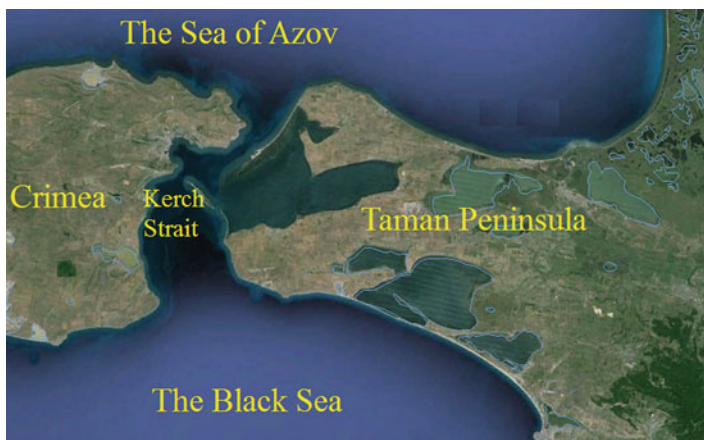 The Sea of Azov
Crimea
Kerch
Strait
Taman Peninsula
The Black Sea